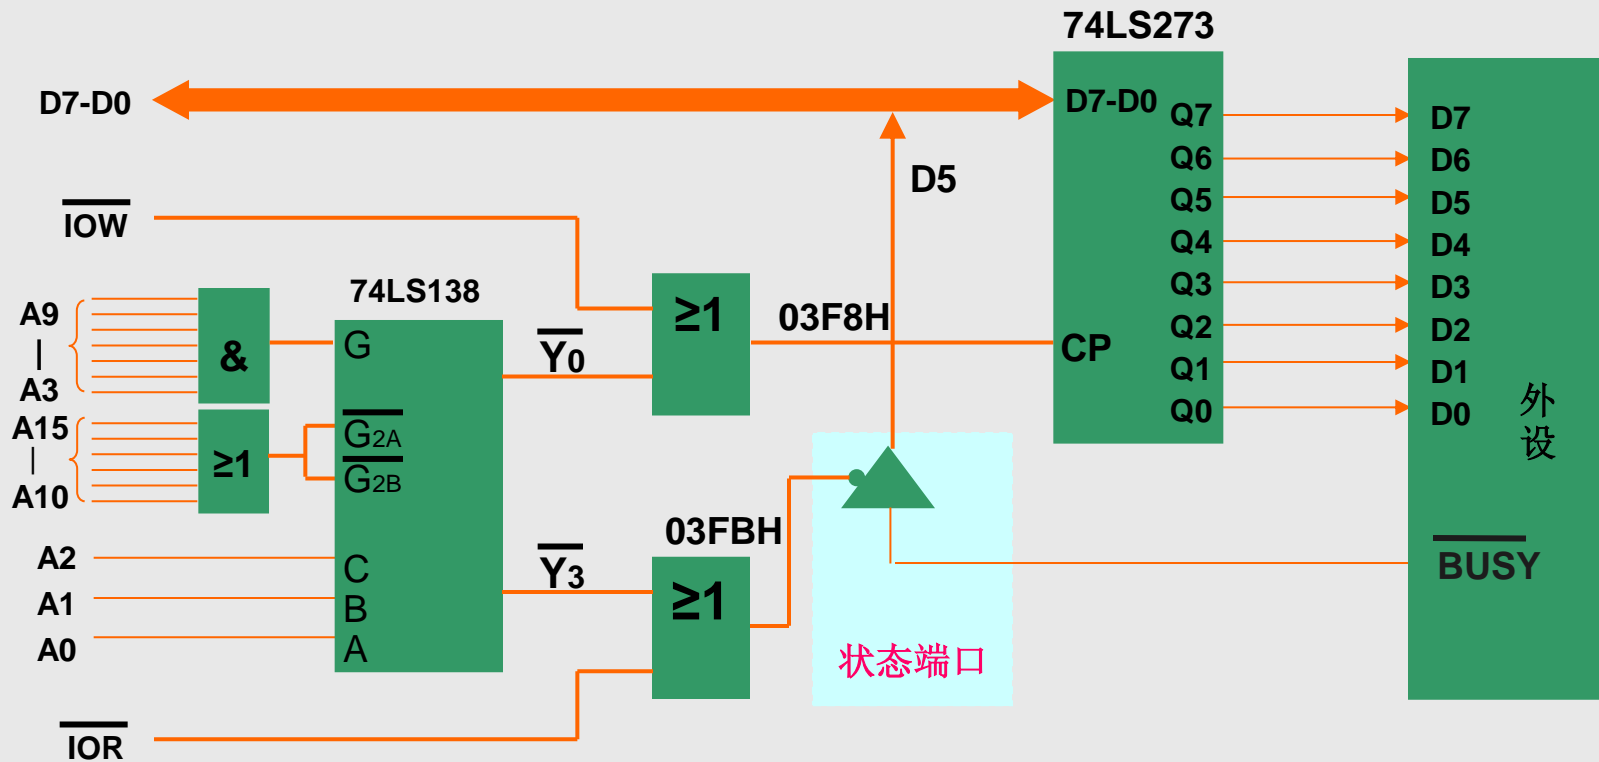 74LS273
D7-D0
D7-D0
Q7
D7
Q6
D6
D5
Q5
D5
IOW
Q4
D4
74LS138
Q3
D3
A9
|
A3
&
G
Y0
≥1
03F8H
CP
Q2
D2
Q1
D1
Q0
D0
外
设
A15
|
A10
≥1
G2A
G2B
03FBH
A2
C
Y3
BUSY
A1
B
≥1
A0
A
状态端口
IOR